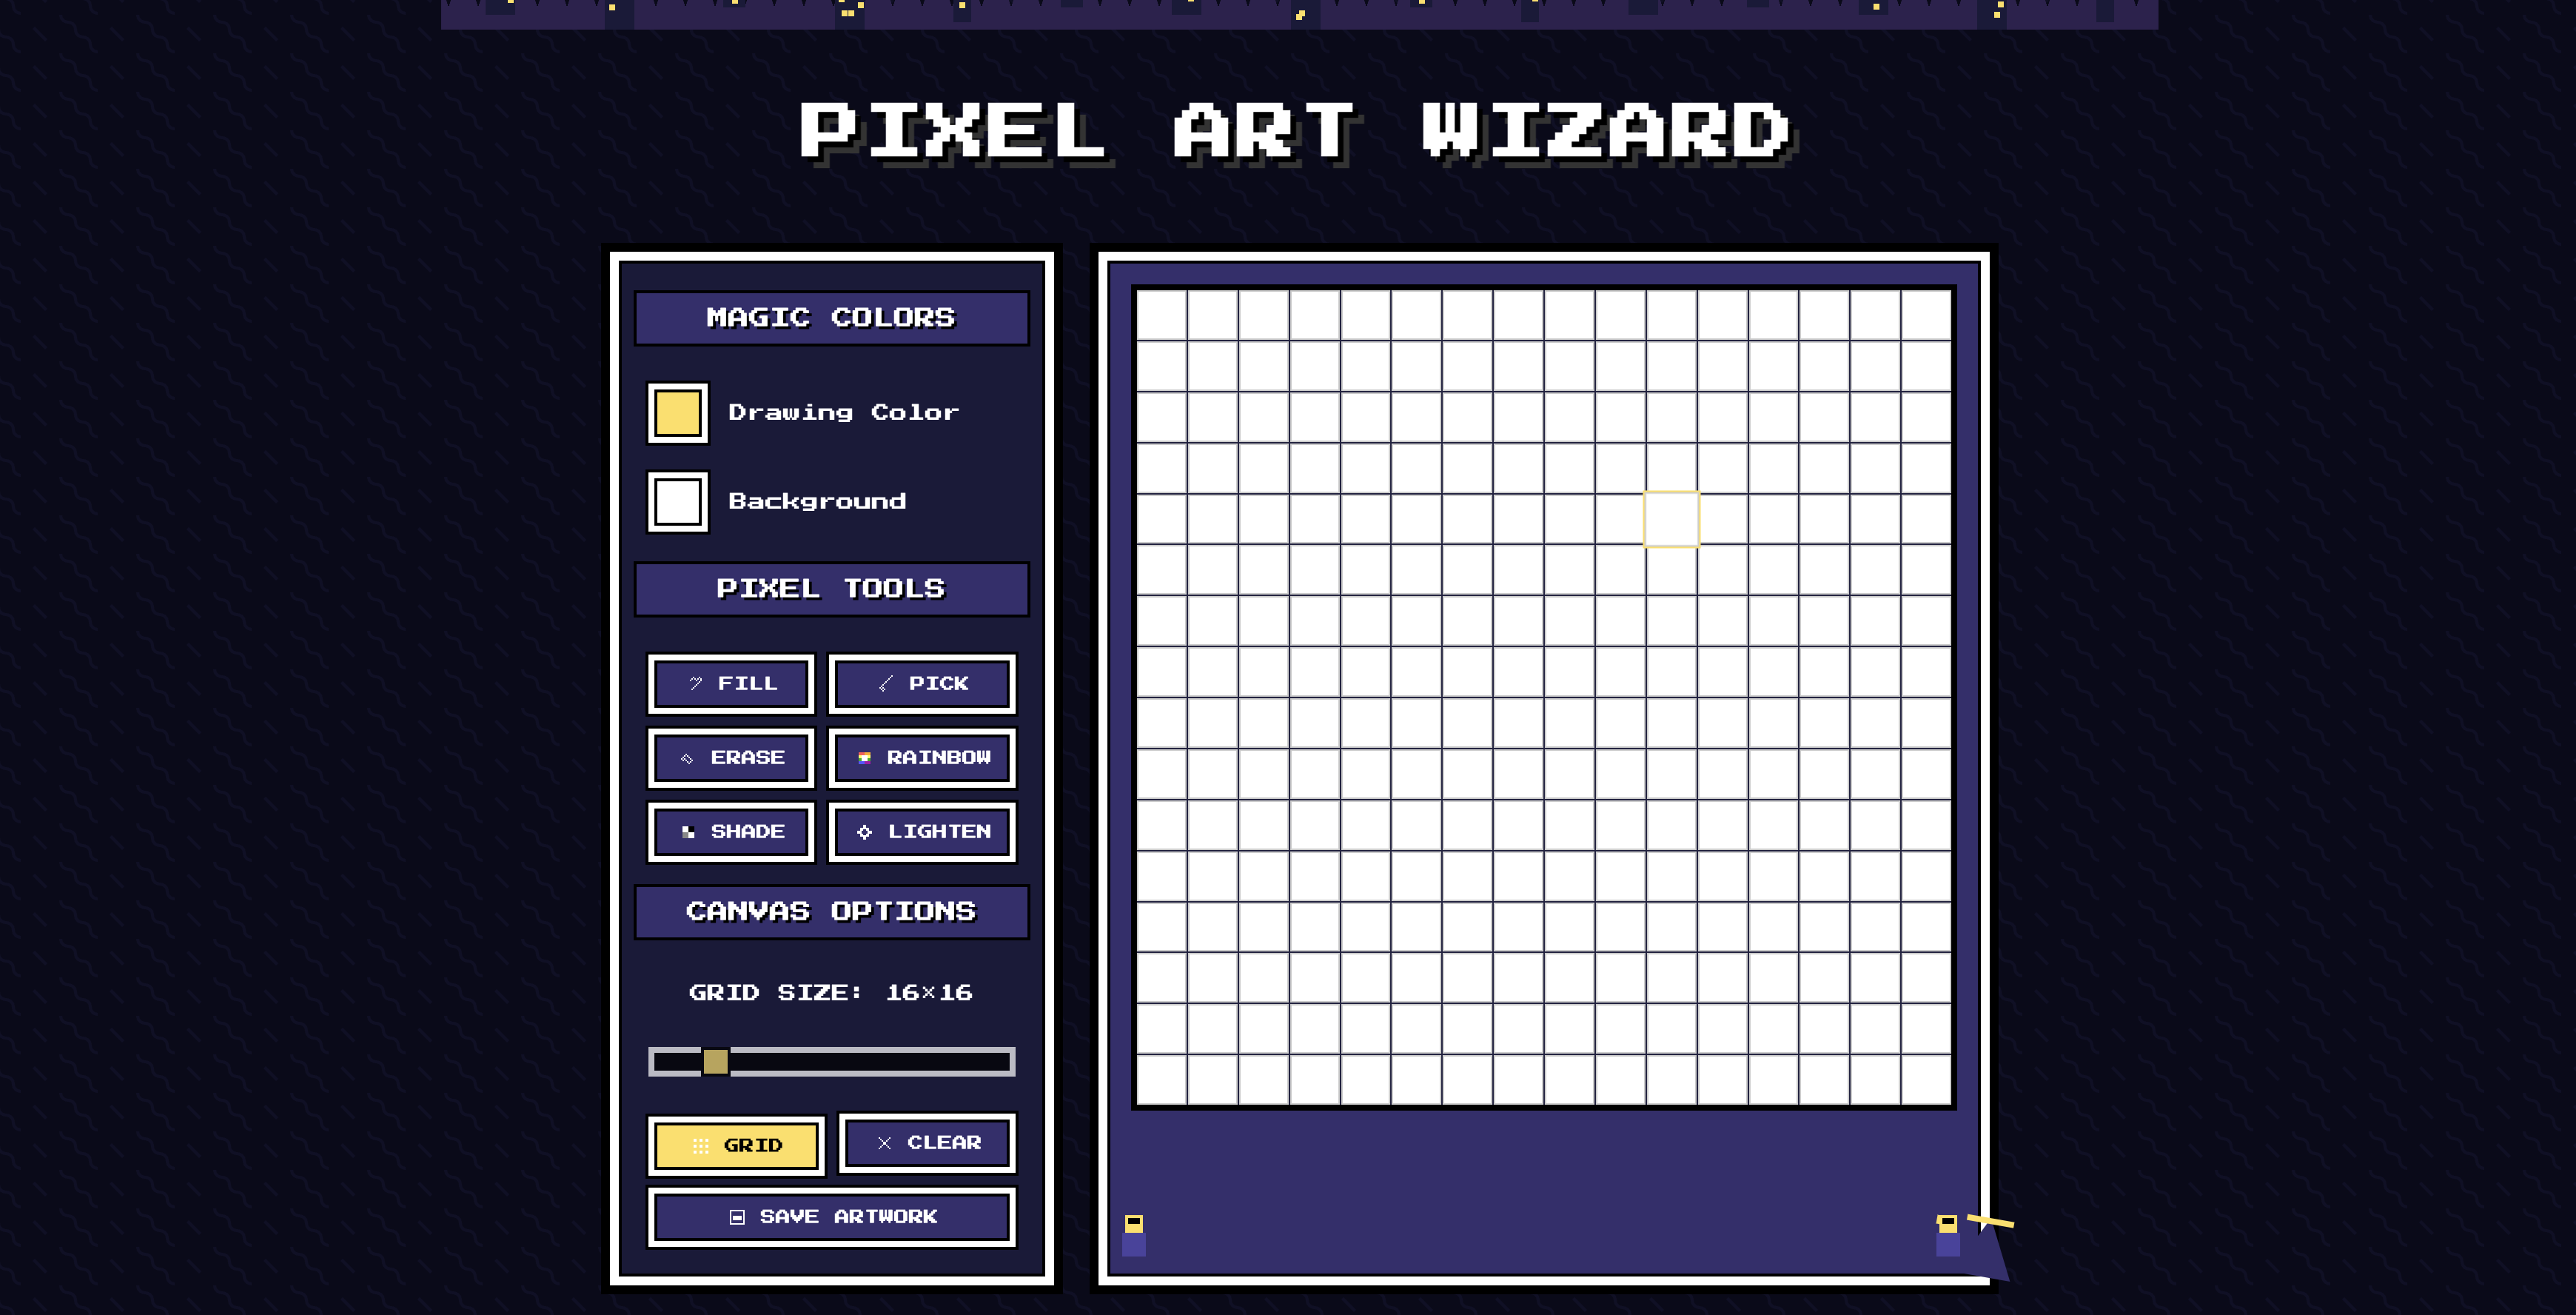 PIXEL ART WIZARD
MAGIC COLORS
Drawing Color
Background
PIXEL TOOLS
FILL
PICK
ERASE
RAINBOW
SHADE
LIGHTEN
CANVAS OPTIONS
GRID SIZE: 16×16
GRID
CLEAR
SAVE ARTWORK